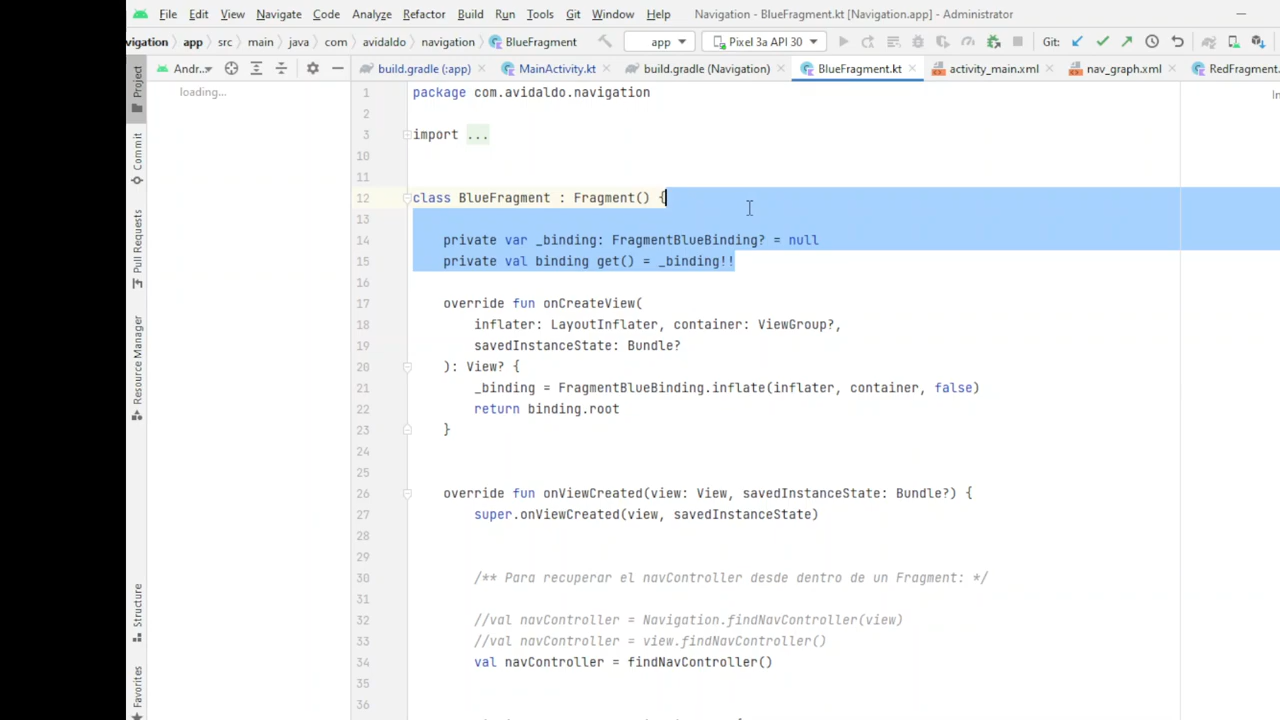 File Edit View Navigate Code Analyze Refactor Build Run Tools Git Window Help Navigation - BlueFragment.kt [Navigation.app] - Administrator
vigation app src main java com avidaldo navigation BlueFragment app Pixel 3a API 30 Git:
Andr... build.gradle (:app) MainActivity.kt build.gradle (Navigation) BlueFragment.kt activity_main.xml nav_graph.xml RedFragment.
Project
Commit
Pull Requests
Resource Manager
Structure
Favorites
loading...
1 package com.avidaldo.navigation
2
3 import ...
10
11
12 class BlueFragment : Fragment() {
13
14 private var _binding: FragmentBlueBinding? = null
15 private val binding get() = _binding!!
16
17 override fun onCreateView(
18 inflater: LayoutInflater, container: ViewGroup?,
19 savedInstanceState: Bundle?
20 ): View? {
21 _binding = FragmentBlueBinding.inflate(inflater, container, false)
22 return binding.root
23 }
24
25
26 override fun onViewCreated(view: View, savedInstanceState: Bundle?) {
27 super.onViewCreated(view, savedInstanceState)
28
29
30 /** Para recuperar el navController desde dentro de un Fragment: */
31
32 //val navController = Navigation.findNavController(view)
33 //val navController = view.findNavController()
34 val navController = findNavController()
35
36